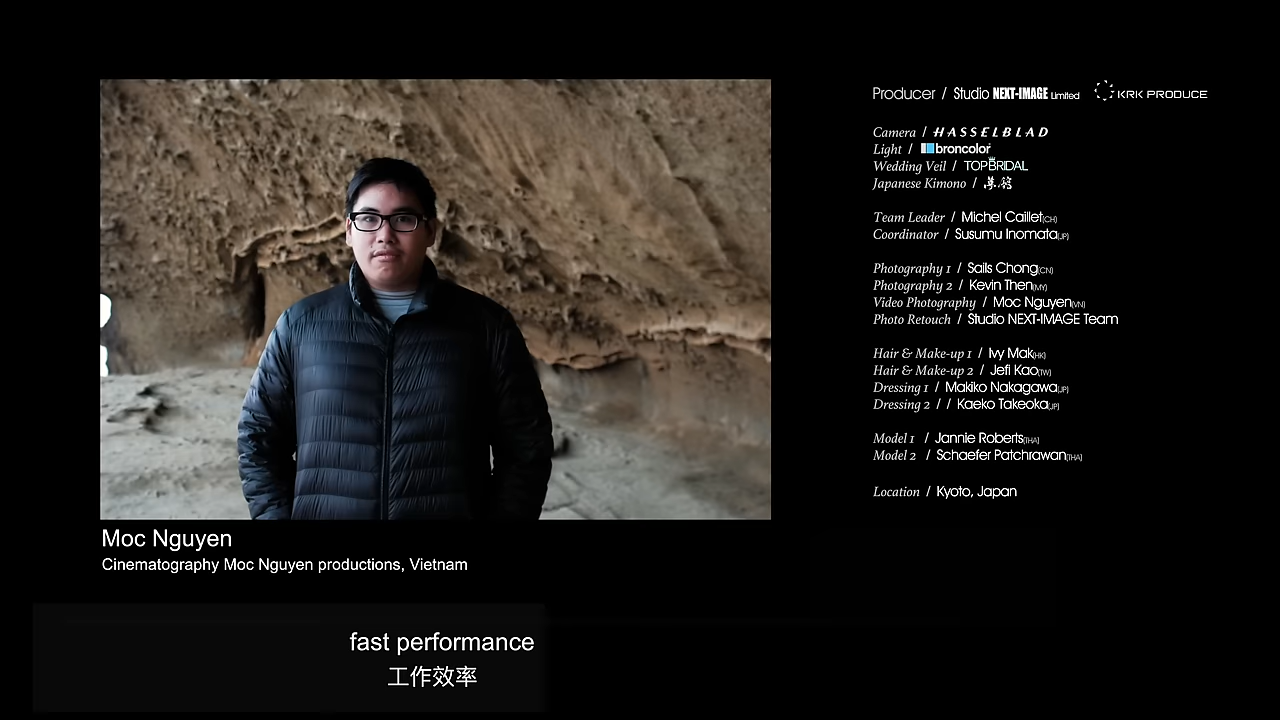 Producer / Studio NEXT-IMAGE Limited KRK PRODUCE
Camera / HASSELBLAD
Light / broncolor
Wedding Veil / TOPBRIDAL
Japanese Kimono /
Team Leader / Michel Caillet(CH)
Coordinator / Susumu Inomata(JP)
Photography 1 / Sails Chong(CN)
Photography 2 / Kevin Then(MY)
Video Photography / Moc Nguyen(VN)
Photo Retouch / Studio NEXT-IMAGE Team
Hair & Make-up 1 / Ivy Mak(HK)
Hair & Make-up 2 / Jefi Kao(TW)
Dressing 1 / Makiko Nakagawa(JP)
Dressing 2 / / Kaeko Takeoka(JP)
Model 1 / Jannie Roberts(THA)
Model 2 / Schaefer Patchrawan(THA)
Location / Kyoto, Japan
Moc Nguyen
Cinematography Moc Nguyen productions, Vietnam
fast performance
工作效率